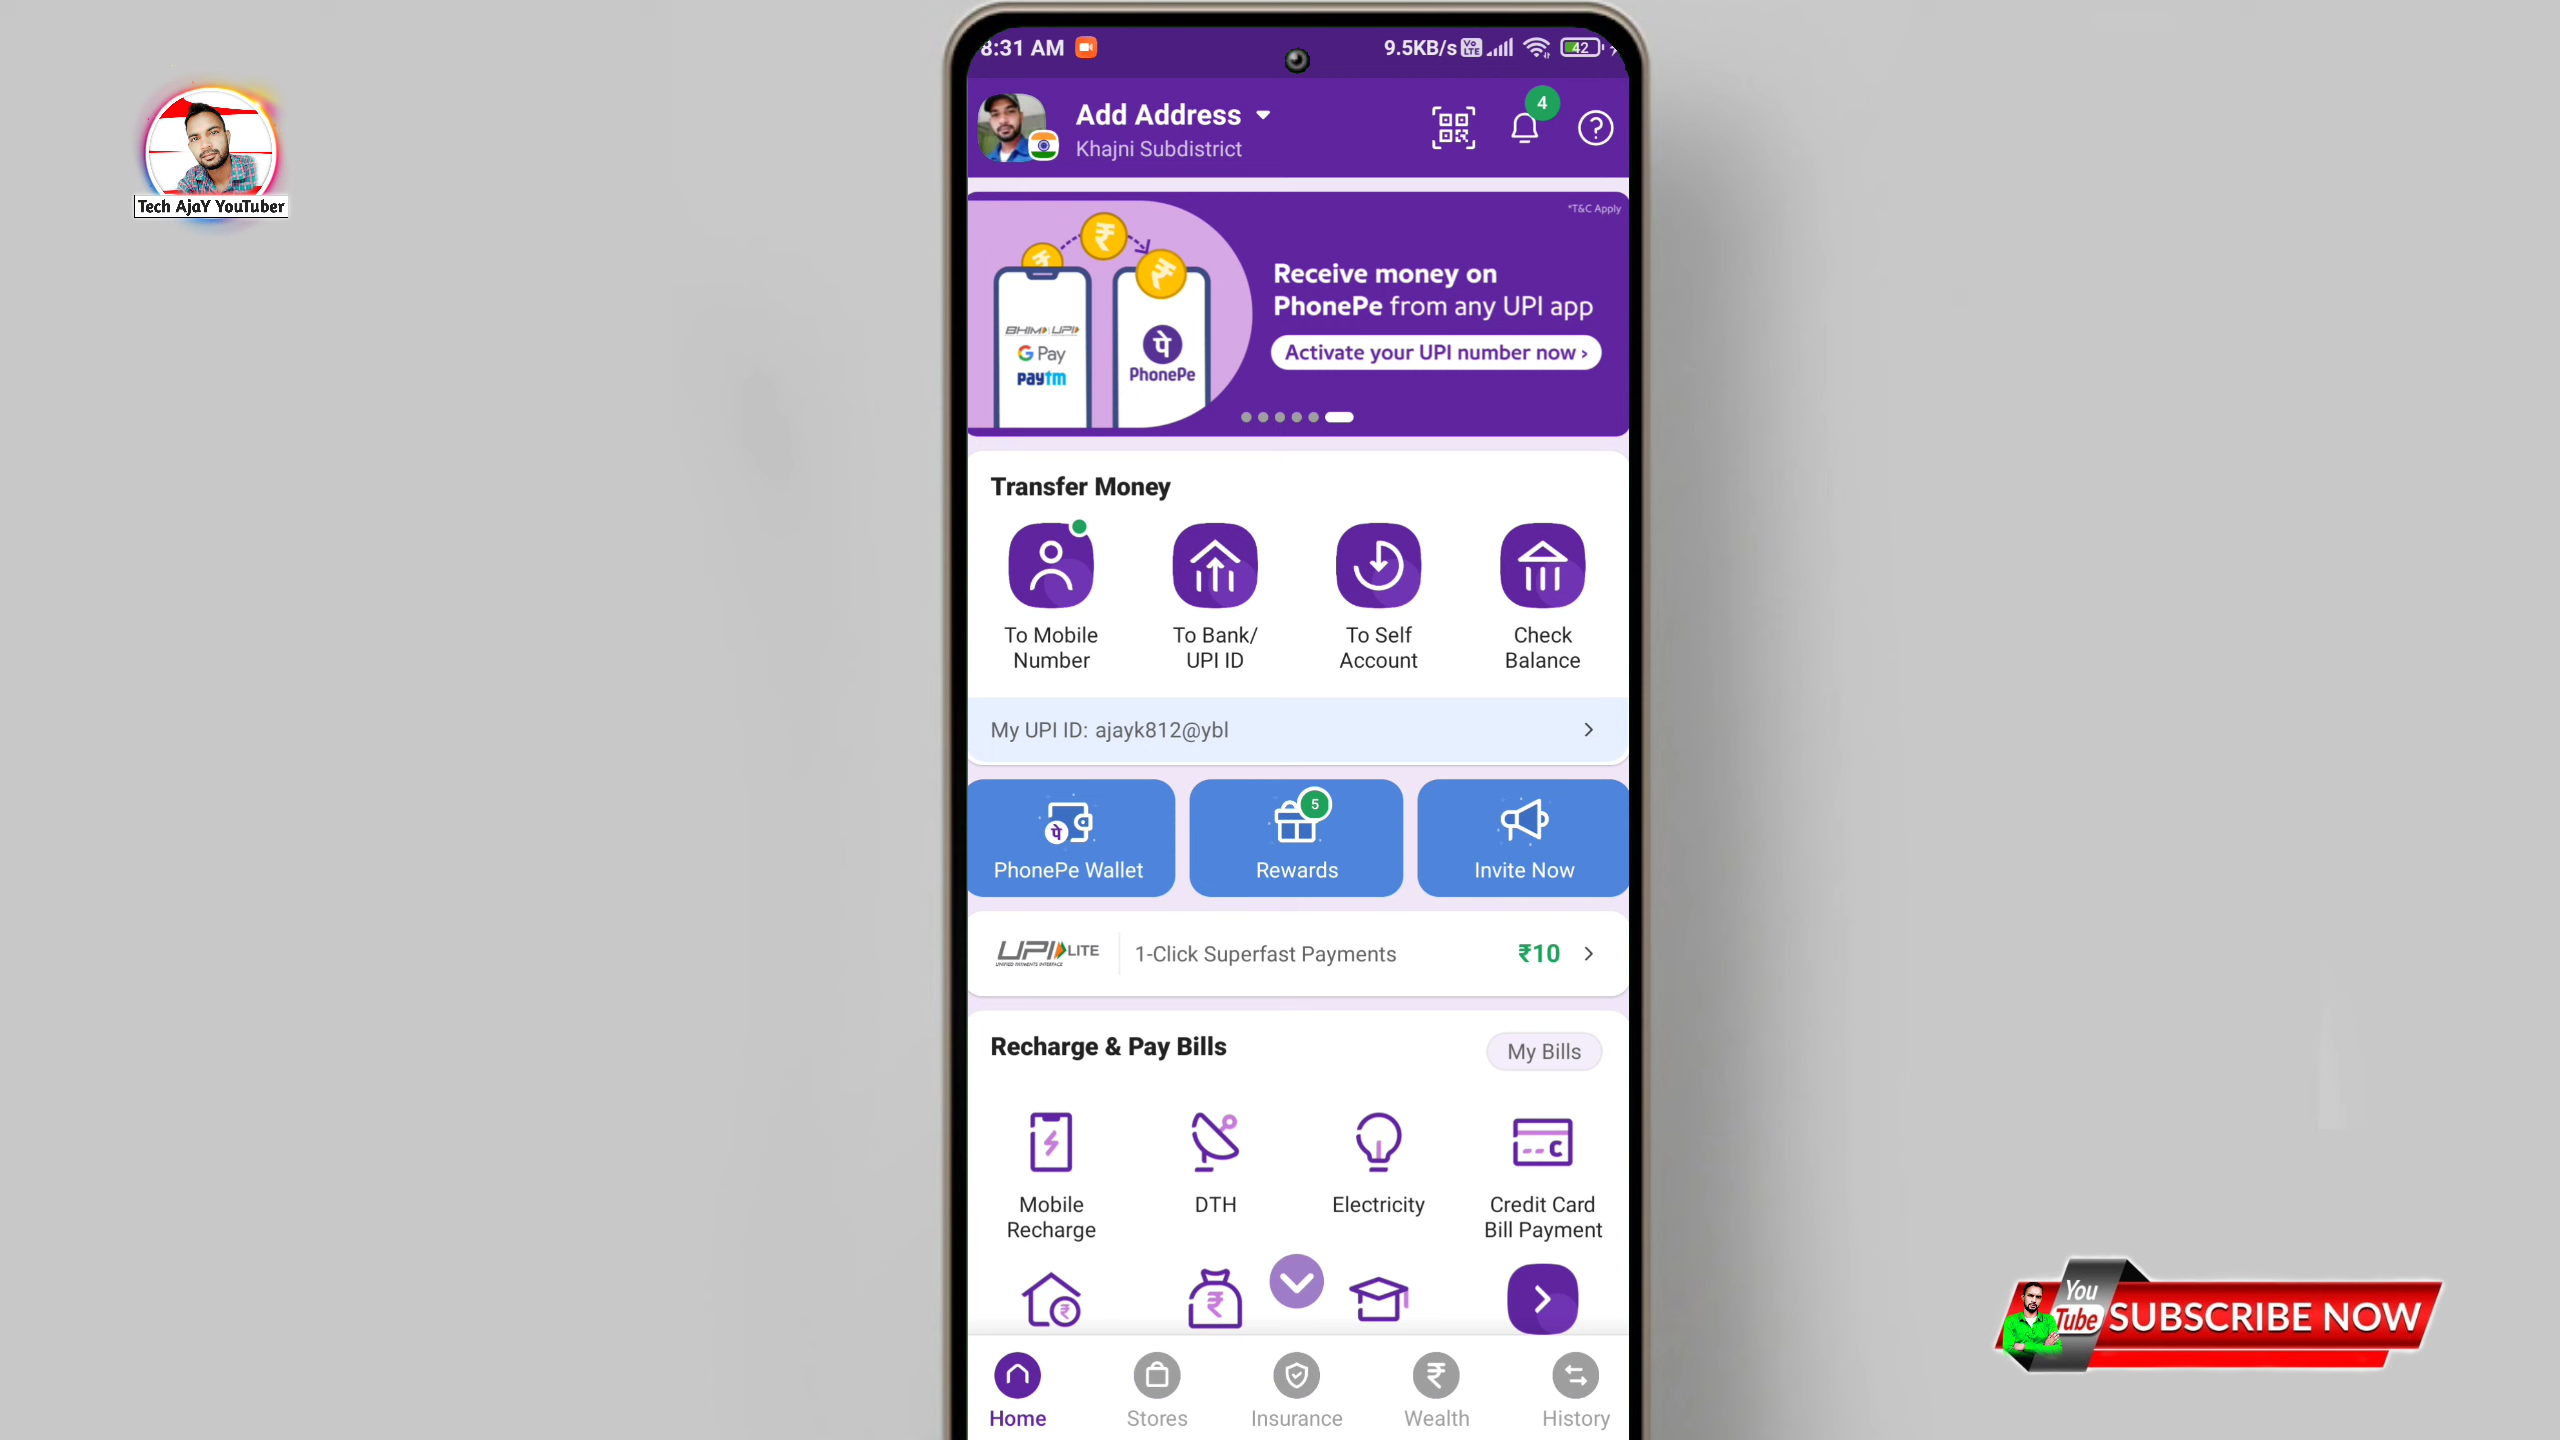 8:31 AM
9.5KB/s
Vo
LTE
42
Tech AjaY YouTuber
Add Address
Khajni Subdistrict
4
*T&C Apply
BHIM UPI
G Pay
paytm
पे
PhonePe
Receive money on
PhonePe from any UPI app
Activate your UPI number now ›
Transfer Money
To Mobile
Number
To Bank/
UPI ID
To Self
Account
Check
Balance
My UPI ID: ajayk812@ybl
पे
PhonePe Wallet
5
Rewards
Invite Now
UPI LITE
UNIFIED PAYMENTS INTERFACE
1-Click Superfast Payments
₹10
Recharge & Pay Bills
My Bills
Mobile
Recharge
DTH
Electricity
Credit Card
Bill Payment
You
Tube
SUBSCRIBE NOW
Home
Stores
Insurance
Wealth
History